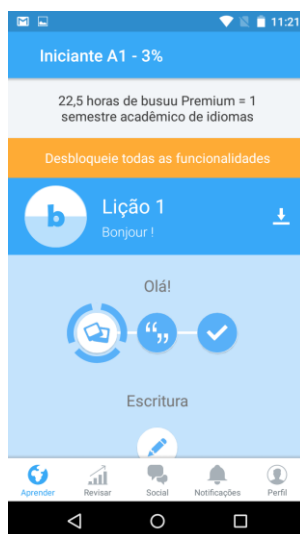 11:21
Iniciante A1 - 3%
22,5 horas de busuu Premium = 1
semestre acadêmico de idiomas
Desbloqueie todas as funcionalidades
b
Lição 1
Bonjour !
Olá!
Escritura
Aprender Revisar Social Notificações Perfil